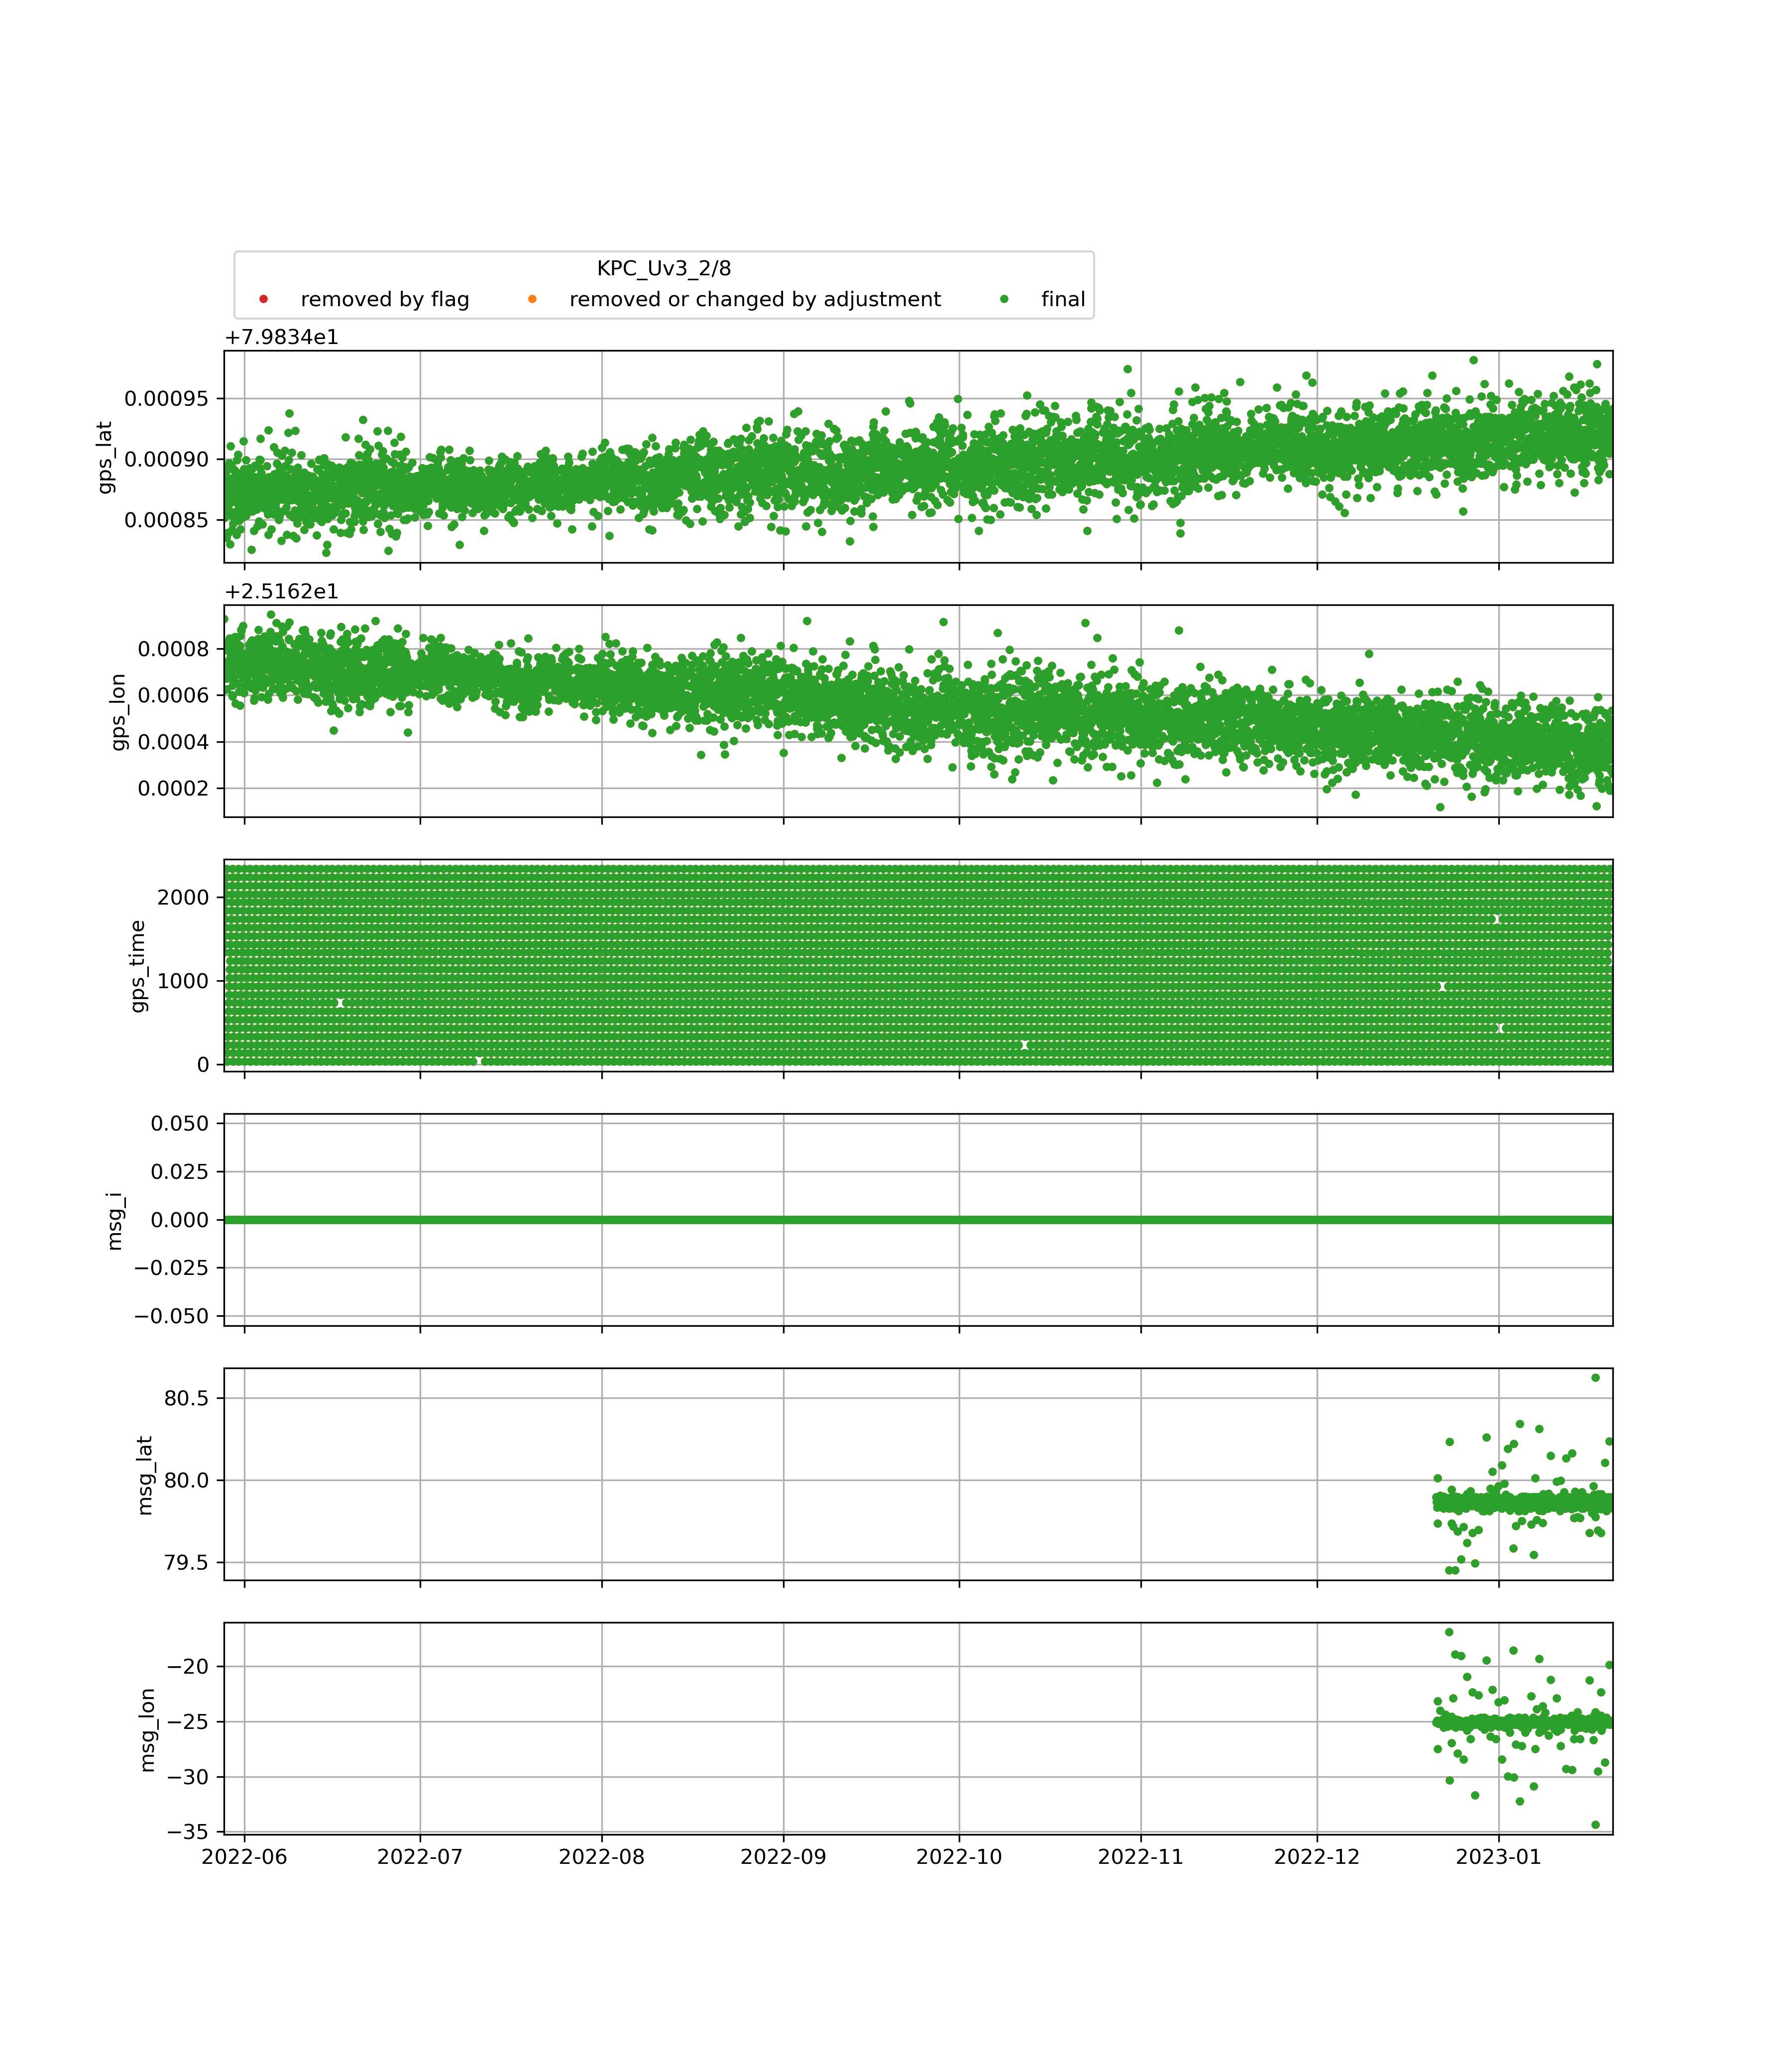 KPC_Uv3_2/8
removed by flag removed or changed by adjustment final
+7.9834e1
0.00095
0.00090
0.00085
gps_lat
+2.5162e1
0.0008
0.0006
0.0004
0.0002
gps_lon
2000
1000
0
gps_time
0.050
0.025
0.000
−0.025
−0.050
msg_i
80.5
80.0
79.5
msg_lat
−20
−25
−30
−35
msg_lon
2022-06 2022-07 2022-08 2022-09 2022-10 2022-11 2022-12 2023-01